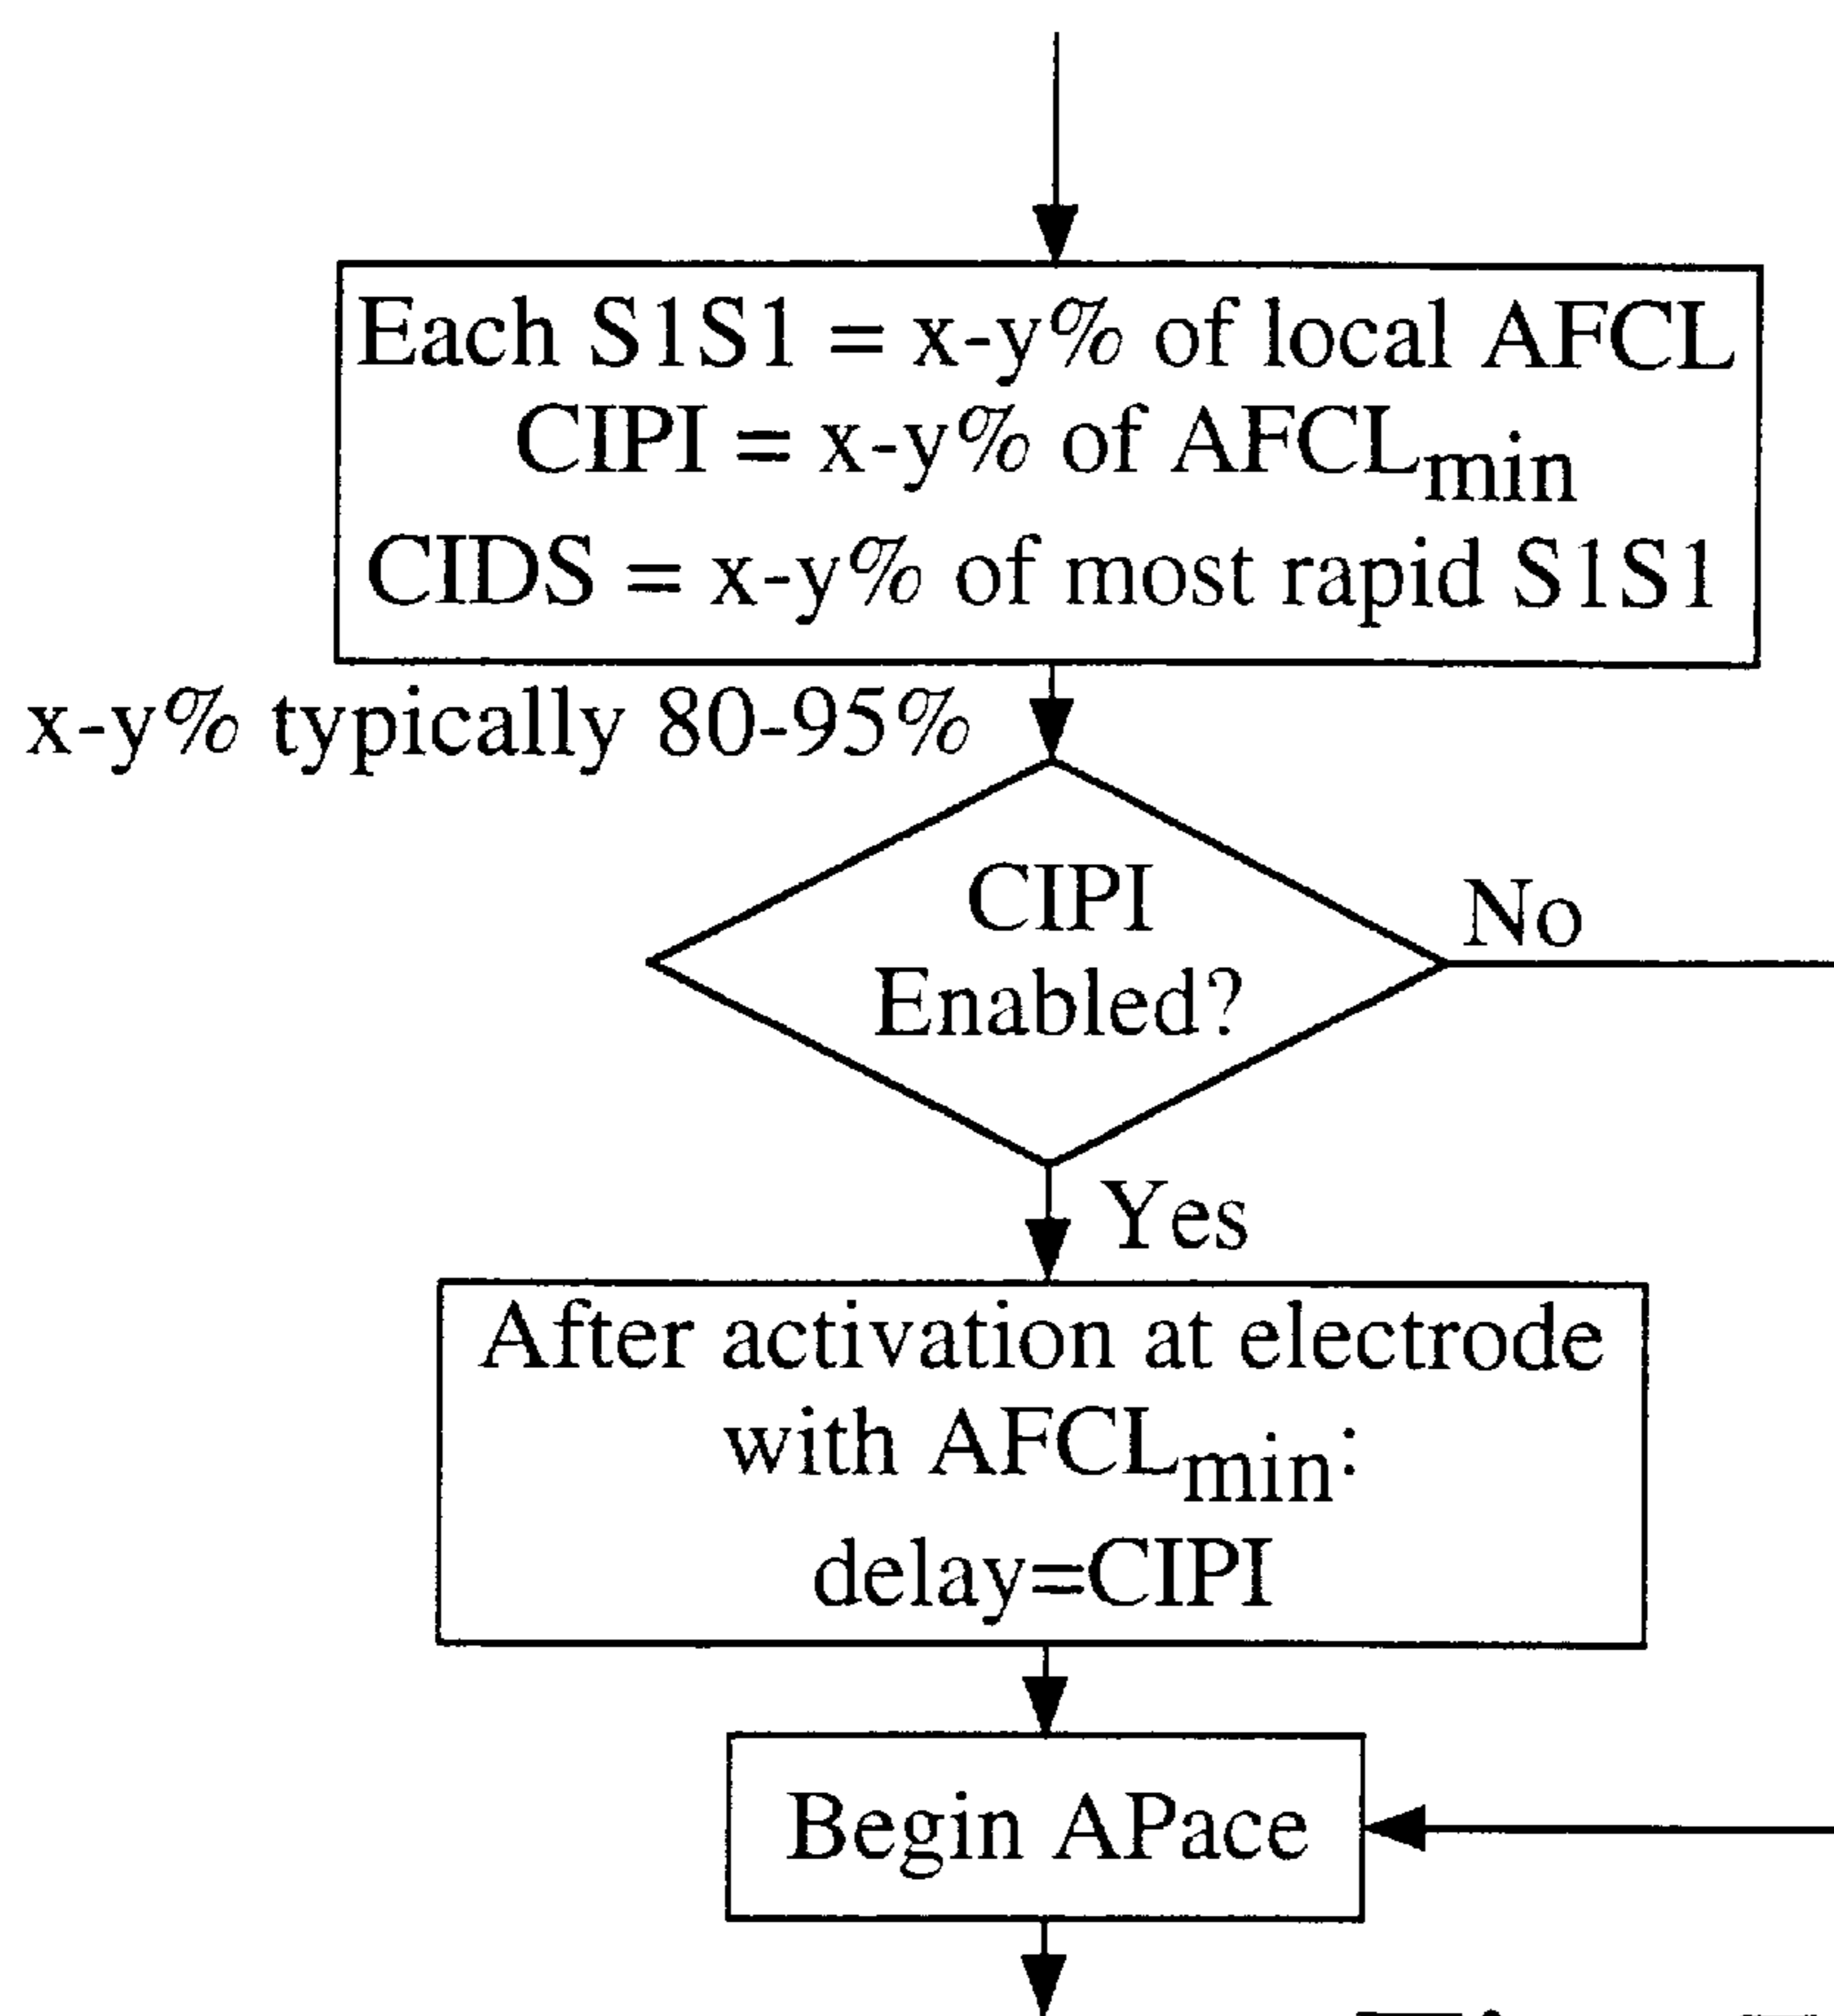 Each S1S1 = x-y% of local AFCL
CIPI = x-y% of AFCLmin
CIDS = x-y% of most rapid S1S1
x-y% typically 80-95%
CIPI
Enabled?
No
Yes
After activation at electrode
with AFCLmin:
delay=CIPI
Begin APace